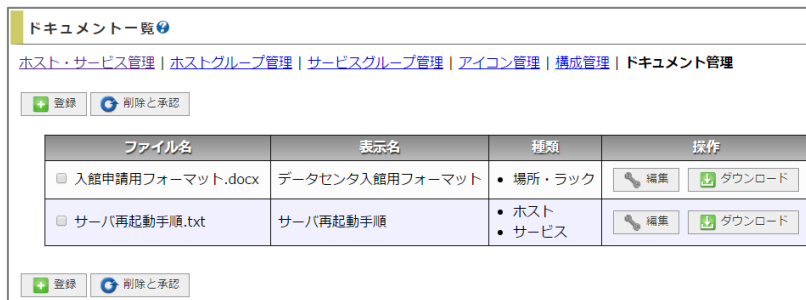 ドキュメント一覧?
ホスト・サービス管理 | ホストグループ管理 | サービスグループ管理 | アイコン管理 | 構成管理 | ドキュメント管理
登録 削除と承認
ファイル名 表示名 種類 操作
入館申請用フォーマット.docx データセンタ入館用フォーマット • 場所・ラック 編集 ダウンロード
サーバ再起動手順.txt サーバ再起動手順 • ホスト
• サービス 編集 ダウンロード
登録 削除と承認